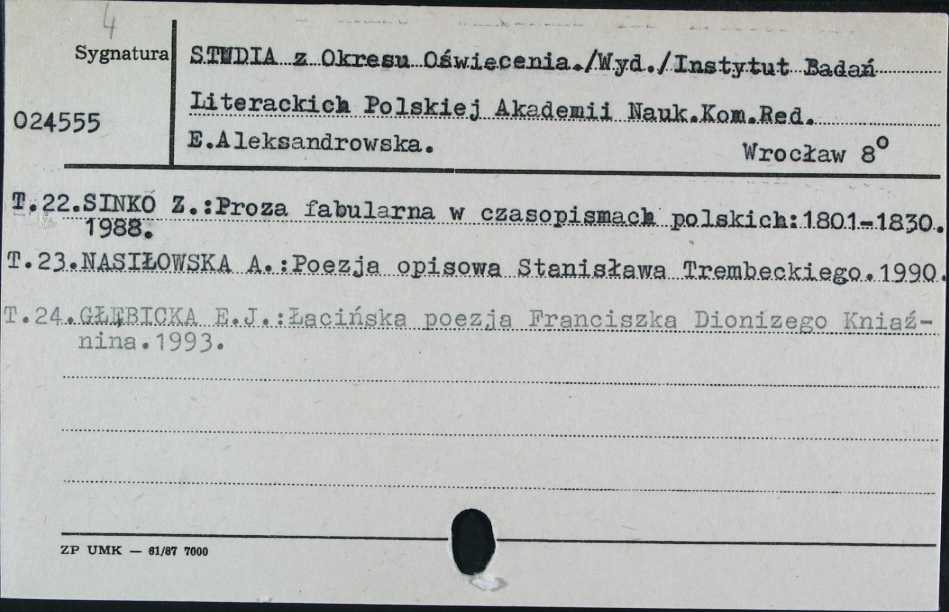 4
Sygnatura
STUDIA z Okresu Oświecenia./Wyd./Instytut Badań
Literackich Polskiej Akademii Nauk.Kom.Red.
024555
E.Aleksandrowska.
Wrocław 8°
T.22.SINKO Z.:Proza fabularna w czasopismach polskich:1801-1830.
1988.
T.23.NASIŁOWSKA A.:Poezja opisowa Stanisława Trembeckiego.1990.
T.24.GŁĘBICKA E.J.:Łacińska poezja Franciszka Dionizego Kniaź-
nina.1993.
ZP UMK — 61/87 7000